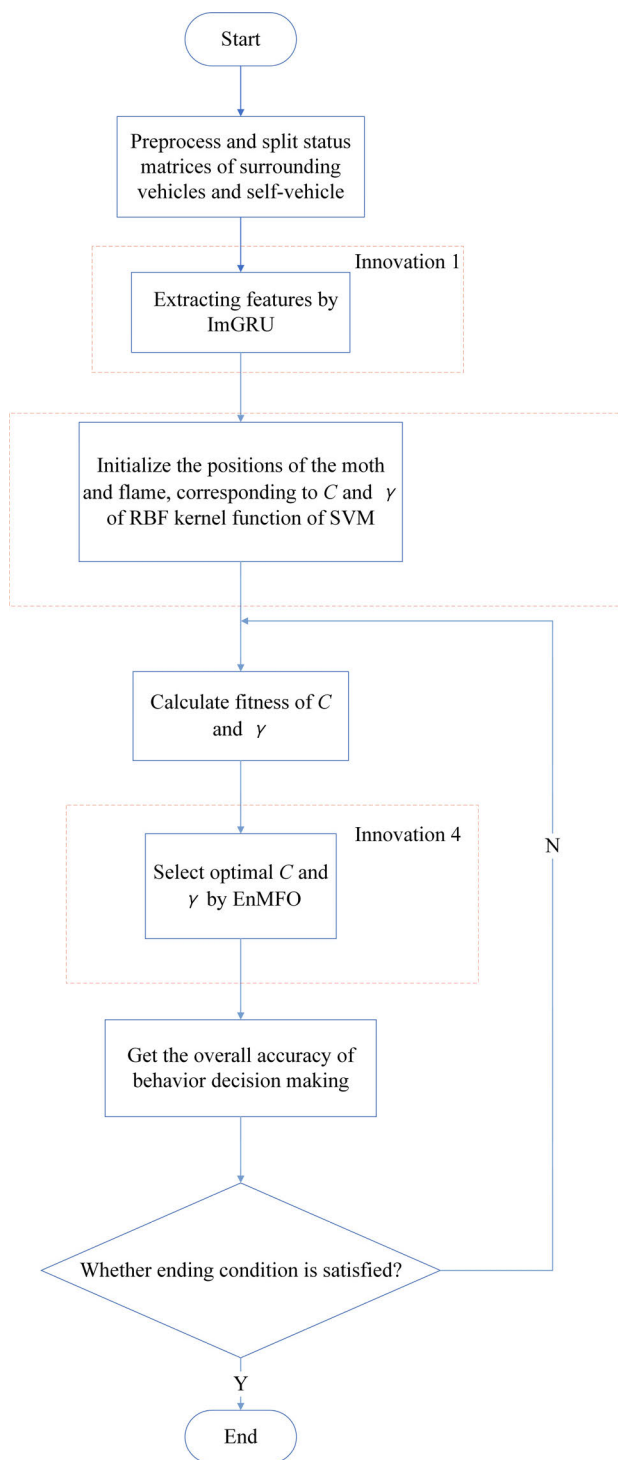 Start
Preprocess and split status
matrices of surrounding
vehicles and self-vehicle
Innovation 1
Extracting features by
ImGRU
Initialize the positions of the moth
and flame, corresponding to C and γ
of RBF kernel function of SVM
Calculate fitness of C
and γ
Innovation 4
N
Select optimal C and
γ by EnMFO
Get the overall accuracy of
behavior decision making
Whether ending condition is satisfied?
Y
End